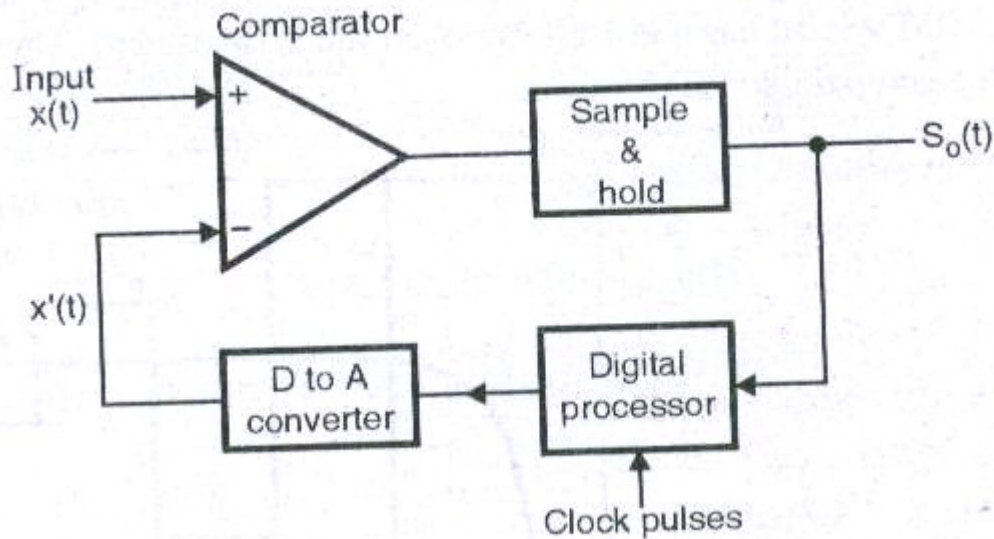 Comparator
Input
x(t)
+
−
Sample
&
hold
S₀(t)
x'(t)
D to A
converter
Digital
processor
Clock pulses